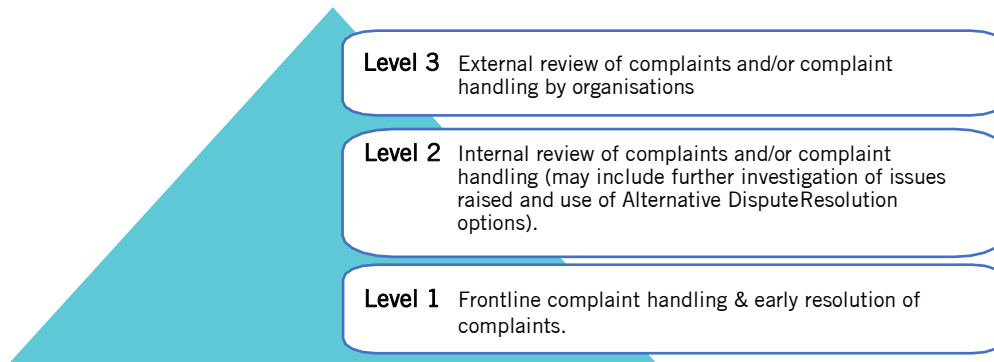 Level 3 External review of complaints and/or complaint
handling by organisations
Level 2 Internal review of complaints and/or complaint
handling (may include further investigation of issues
raised and use of Alternative DisputeResolution
options).
Level 1 Frontline complaint handling & early resolution of
complaints.